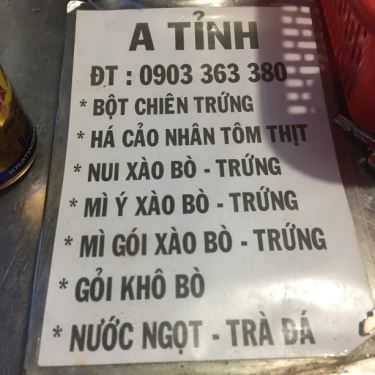 A TỈNH
ĐT : 0903 363 380
* BỘT CHIÊN TRỨNG
* HÁ CẢO NHÂN TÔM THỊT
* NUI XÀO BÒ - TRỨNG
* MÌ Ý XÀO BÒ - TRỨNG
* MÌ GÓI XÀO BÒ - TRỨNG
* GỎI KHÔ BÒ
* NƯỚC NGỌT - TRÀ ĐÁ